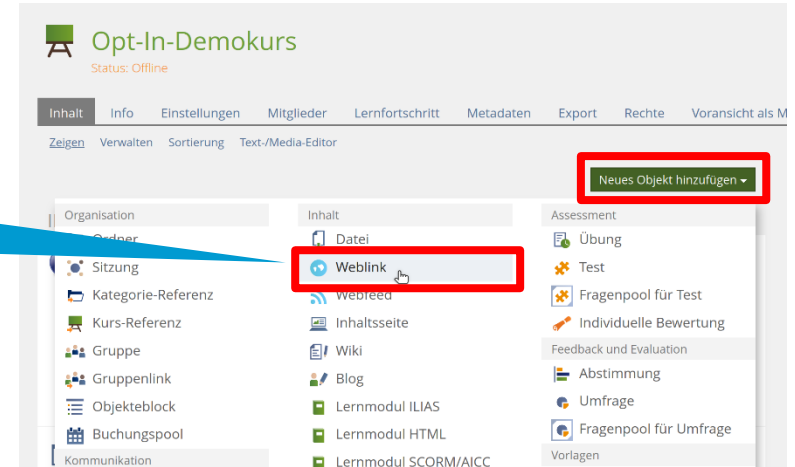 Opt-In-Demokurs
Status: Offline
Inhalt Info Einstellungen Mitglieder Lernfortschritt Metadaten Export Rechte Voransicht als M
Zeigen Verwalten Sortierung Text-/Media-Editor
Neues Objekt hinzufügen
Organisation
Ordner
Sitzung
Kategorie-Referenz
Kurs-Referenz
Gruppe
Gruppenlink
Objekteblock
Buchungspool
Kommunikation
Inhalt
Datei
Weblink
Webfeed
Inhaltsseite
Wiki
Blog
Lernmodul ILIAS
Lernmodul HTML
Lernmodul SCORM/AICC
Assessment
Übung
Test
Fragenpool für Test
Individuelle Bewertung
Feedback und Evaluation
Abstimmung
Umfrage
Fragenpool für Umfrage
Vorlagen